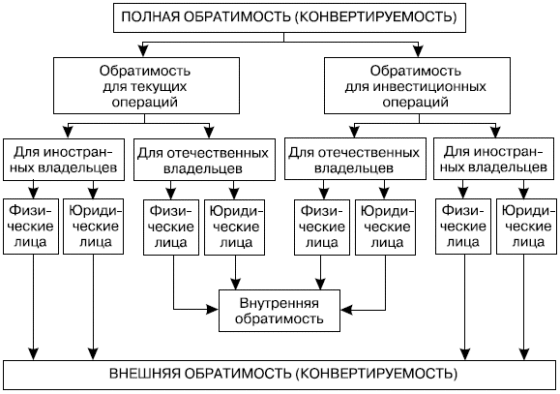 ПОЛНАЯ ОБРАТИМОСТЬ (КОНВЕРТИРУЕМОСТЬ)
Обратимость
для текущих
операций
Обратимость
для инвестиционных
операций
Для иностран-
ных владельцев
Для отечественных
владельцев
Для отечественных
владельцев
Для иностран-
ных владельцев
Физи-
ческие
лица
Юриди-
ческие
лица
Физи-
ческие
лица
Юриди-
ческие
лица
Физи-
ческие
лица
Юриди-
ческие
лица
Физи-
ческие
лица
Юриди-
ческие
лица
Внутренняя
обратимость
ВНЕШНЯЯ ОБРАТИМОСТЬ (КОНВЕРТИРУЕМОСТЬ)